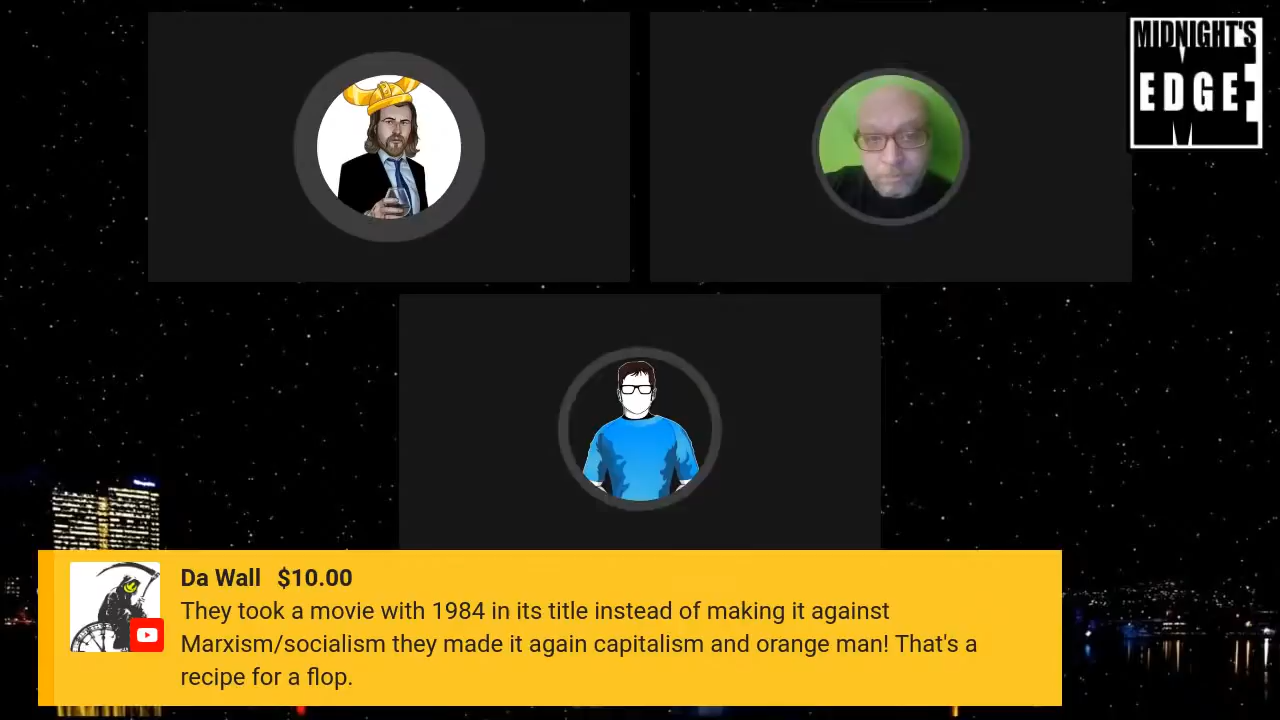 MIDNIGHT'S
EDGE
Da Wall $10.00
They took a movie with 1984 in its title instead of making it against
Marxism/socialism they made it again capitalism and orange man! That's a
recipe for a flop.